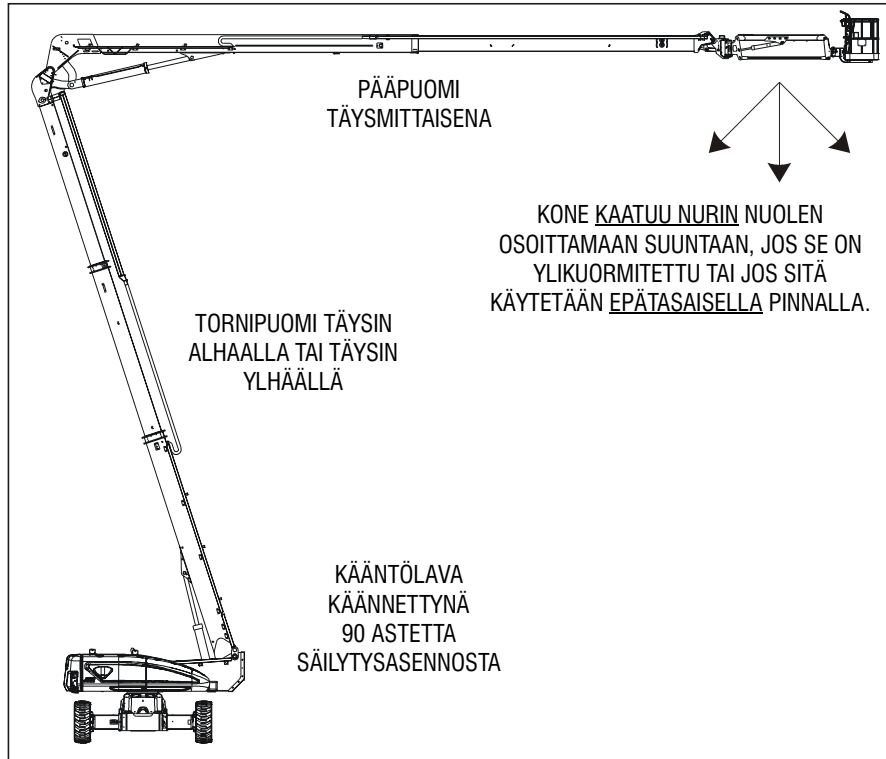 PÄÄPUOMI
TÄYSMITTAISENA
KONE KAATUU NURIN NUOLEN
OSOITTAMAAN SUUNTAAN, JOS SE ON
YLIKUORMITETTU TAI JOS SITÄ
KÄYTETÄÄN EPÄTASAISELLA PINNALLA.
TORNIPUOMI TÄYSIN
ALHAALLA TAI TÄYSIN
YLHÄÄLLÄ
KÄÄNTÖLAVA
KÄÄNNETTYNÄ
90 ASTETTA
SÄILYTYSASENNOSTA